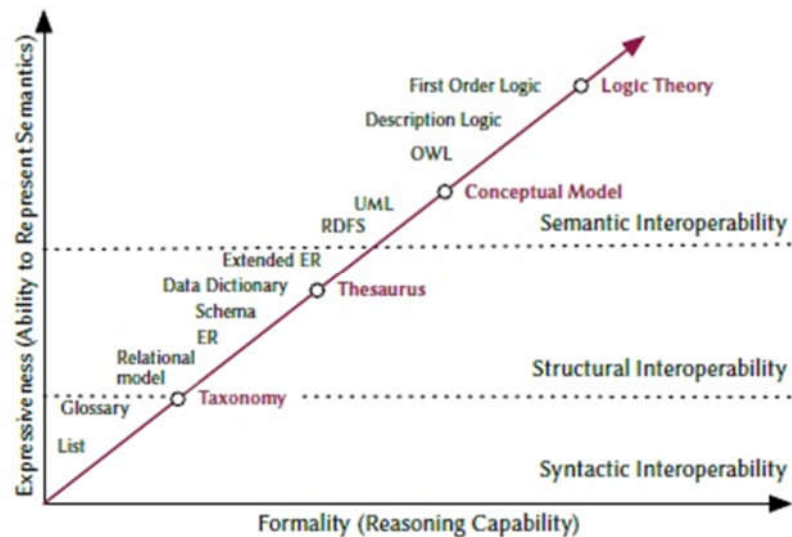 Expressiveness (Ability to Represent Semantics)
First Order Logic
Logic Theory
Description Logic
OWL
Conceptual Model
UML
RDFS
Semantic Interoperability
Extended ER
Data Dictionary
Thesaurus
Schema
ER
Relational
model
Structural Interoperability
Taxonomy
Glossary
List
Syntactic Interoperability
Formality (Reasoning Capability)